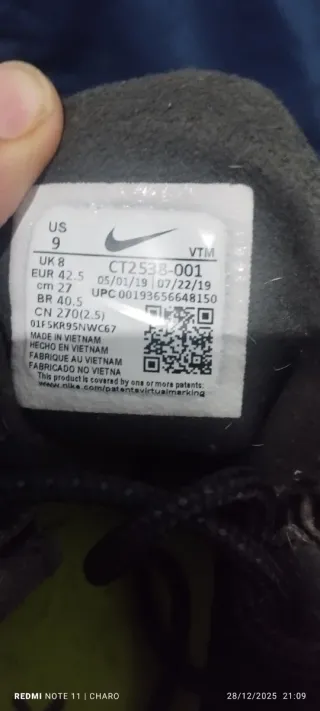 US
9
VTM
UK 8
EUR 42.5
cm 27
BR 40.5
CN 270(2.5)
CT2538-001
05/01/19 07/22/19
UPC 00193656648150
01F5KR95NWC67
MADE IN VIETNAM
HECHO EN VIETNAM
FABRIQUE AU VIETNAM
FABRICADO NO VIETNA
This product is covered by one or more patents:
www.nike.com/patentsvirtualmarking
REDMI NOTE 11 | CHARO
28/12/2025 21:09